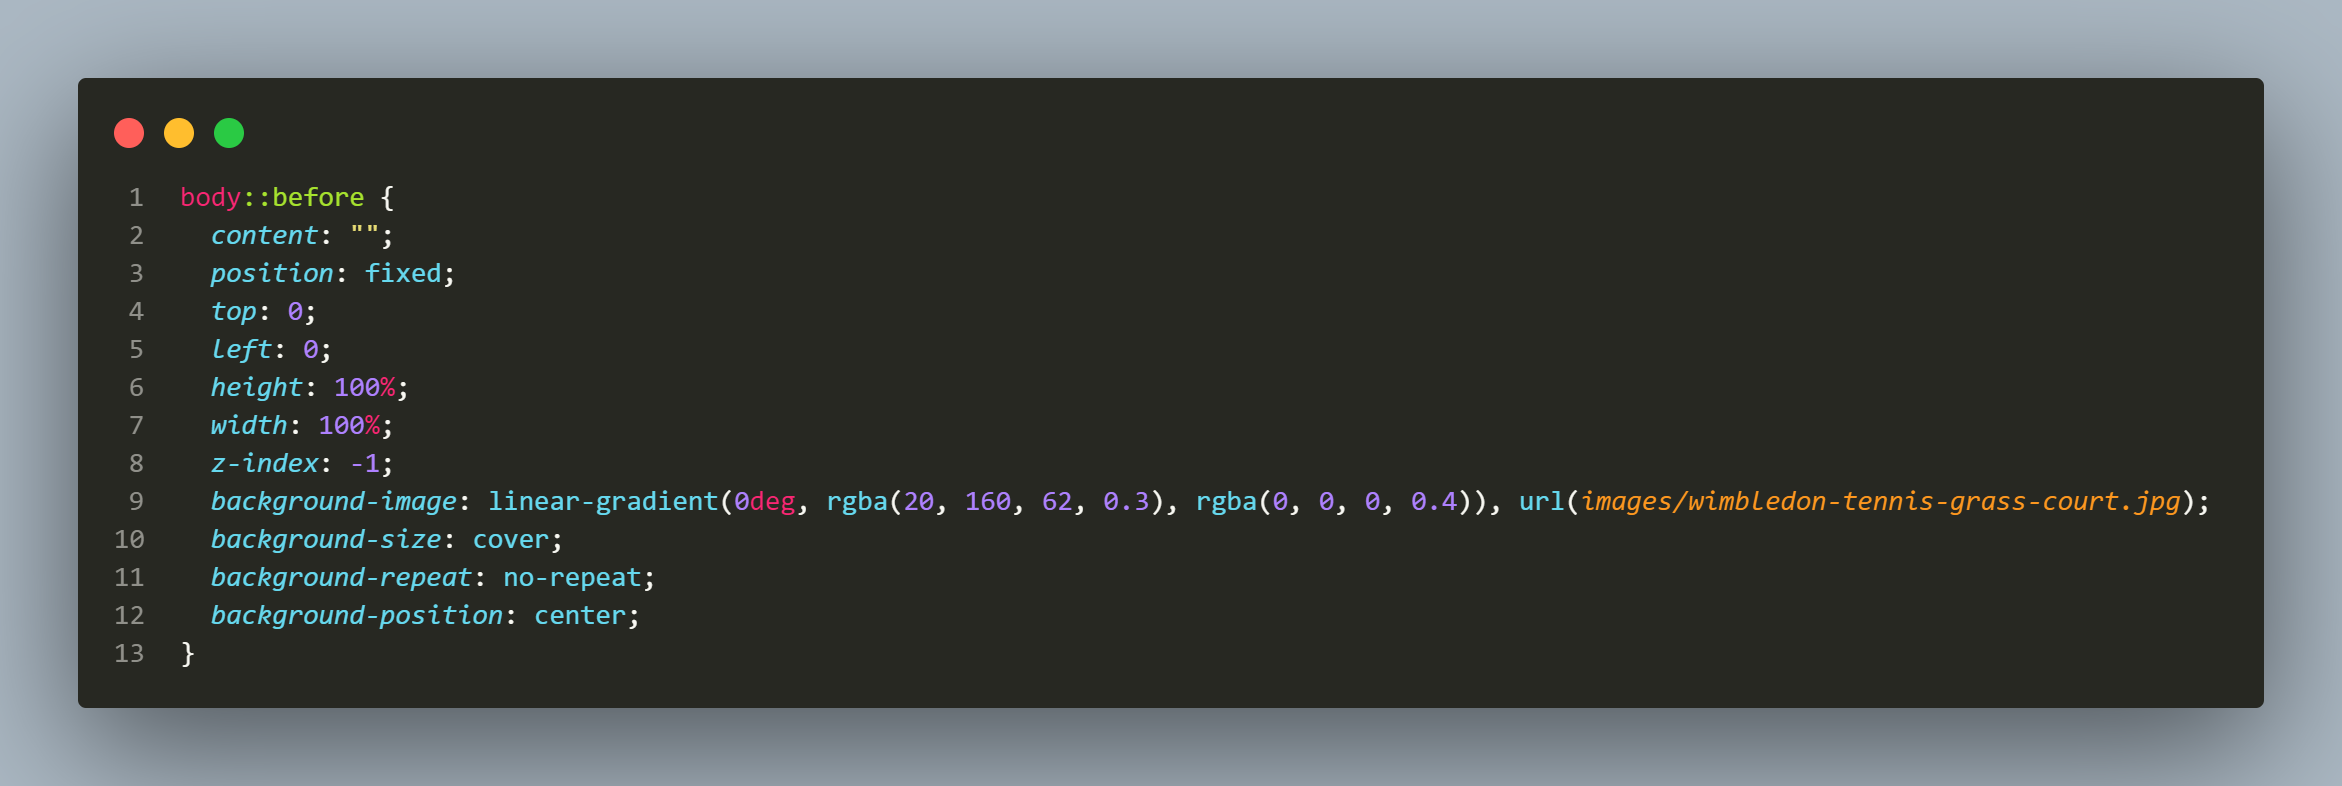 1 body::before {
2 content: "";
3 position: fixed;
4 top: 0;
5 left: 0;
6 height: 100%;
7 width: 100%;
8 z-index: -1;
9 background-image: linear-gradient(0deg, rgba(20, 160, 62, 0.3), rgba(0, 0, 0, 0.4)), url(images/wimbledon-tennis-grass-court.jpg);
10 background-size: cover;
11 background-repeat: no-repeat;
12 background-position: center;
13 }